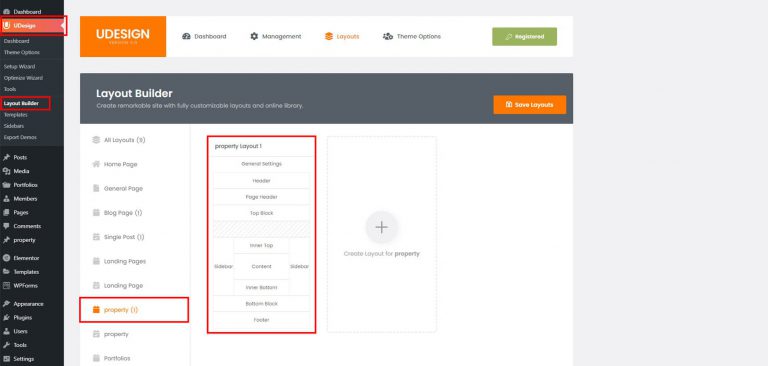 Dashboard
UDesign
Dashboard
Theme Options
Setup Wizard
Optimize Wizard
Tools
Layout Builder
Templates
Sidebars
Export Demos
Posts
Media
Portfolios
Members
Pages
Comments
property
Elementor
Templates
WPForms
Appearance
Plugins
Users
Tools
Settings
UDESIGN
Dashboard
Management
Layouts
Theme Options
Registered
Layout Builder
Create remarkable site with fully customizable layouts and online library.
Save Layouts
All Layouts (9)
Home Page
General Page
Blog Page (1)
Single Post (1)
Landing Pages
Landing Page
property (1)
property
Portfolios
property Layout 1
General Settings
Header
Page Header
Top Block
Inner Top
Sidebar Content Sidebar
Inner Bottom
Bottom Block
Footer
Create Layout for property